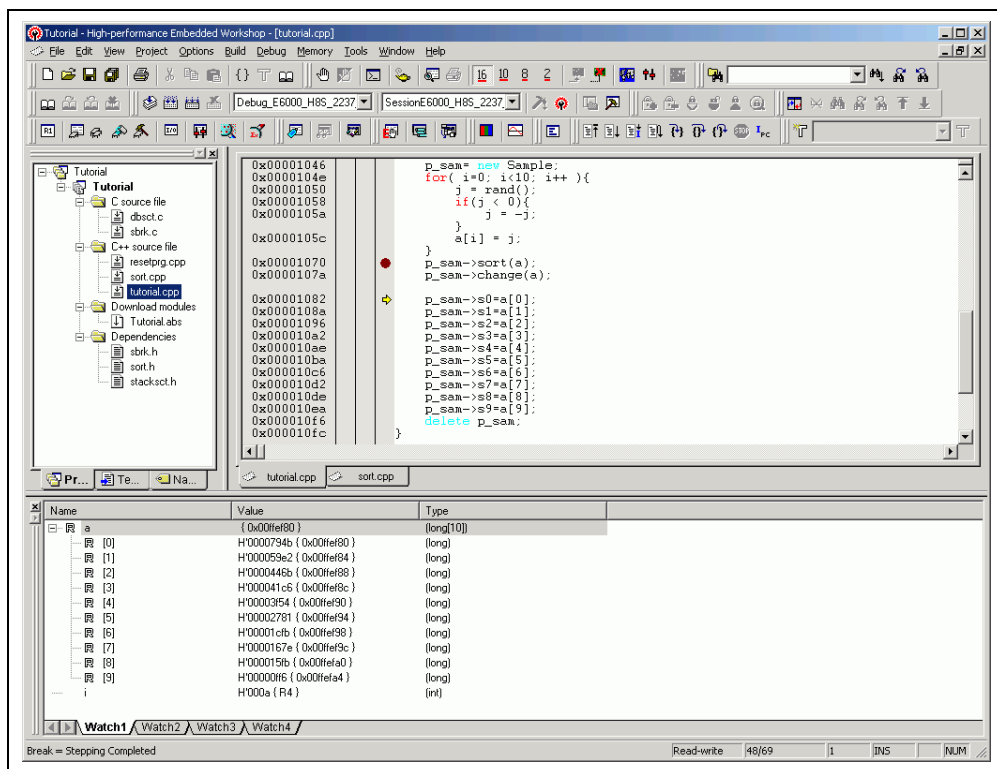 Tutorial - High-performance Embedded Workshop - [tutorial.cpp]
File Edit View Project Options Build Debug Memory Tools Window Help
16 10 8 2
Debug_E6000_H8S_2237 SessionE6000_H8S_2237
R1 I/O PC
Tutorial
Tutorial
C source file
dbsct.c
sbrk.c
C++ source file
resetprg.cpp
sort.cpp
tutorial.cpp
Download modules
Tutorial.abs
Dependencies
sbrk.h
sort.h
stacksct.h
Pr... Te... Na...
0x00001046 p_sam= new Sample;
0x0000104e for( i=0; i<10; i++ ){
0x00001050 j = rand();
0x00001058 if(j < 0){
0x0000105a j = -j;
}
0x0000105c a[i] = j;
}
0x00001070 p_sam->sort(a);
0x0000107a p_sam->change(a);
0x00001082 p_sam->s0=a[0];
0x0000108a p_sam->s1=a[1];
0x00001096 p_sam->s2=a[2];
0x000010a2 p_sam->s3=a[3];
0x000010ae p_sam->s4=a[4];
0x000010ba p_sam->s5=a[5];
0x000010c6 p_sam->s6=a[6];
0x000010d2 p_sam->s7=a[7];
0x000010de p_sam->s8=a[8];
0x000010ea p_sam->s9=a[9];
0x000010f6 delete p_sam;
0x000010fc }
tutorial.cpp sort.cpp
Name Value Type
R a { 0x00ffef80 } (long[10])
R [0] H'0000794b { 0x00ffef80 } (long)
R [1] H'000059e2 { 0x00ffef84 } (long)
R [2] H'0000446b { 0x00ffef88 } (long)
R [3] H'000041c6 { 0x00ffef8c } (long)
R [4] H'00003f54 { 0x00ffef90 } (long)
R [5] H'00002781 { 0x00ffef94 } (long)
R [6] H'00001cfb { 0x00ffef98 } (long)
R [7] H'0000167e { 0x00ffef9c } (long)
R [8] H'000015fb { 0x00ffefa0 } (long)
R [9] H'00000ff6 { 0x00ffefa4 } (long)
i H'000a { R4 } (int)
Watch1 Watch2 Watch3 Watch4
Break = Stepping Completed Read-write 48/69 1 INS NUM